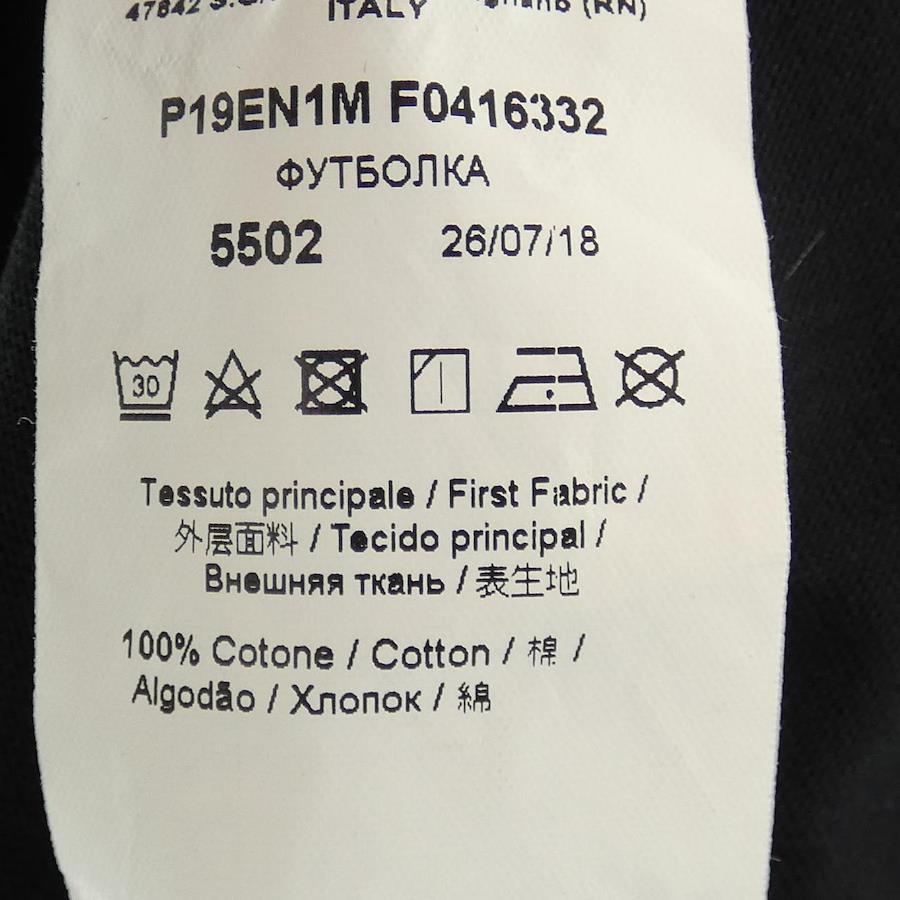 ITALY (RN)
P19EN1M F0416332
ФУТБОЛКА
5502 26/07/18
30
Tessuto principale / First Fabric /
外层面料 / Tecido principal /
Внешняя ткань / 表生地
100% Cotone / Cotton / 棉 /
Algodão / Хлопок / 綿